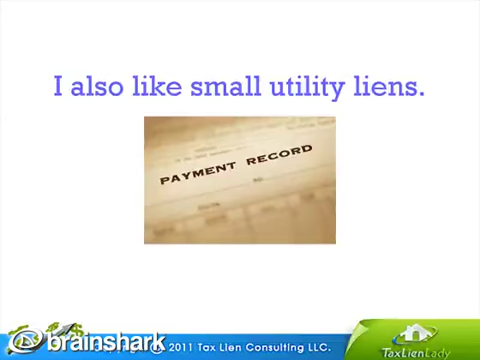 I also like small utility liens.
PAYMENT RECORD
brainshark
2011 Tax Lien Consulting LLC.
TaxLienLady